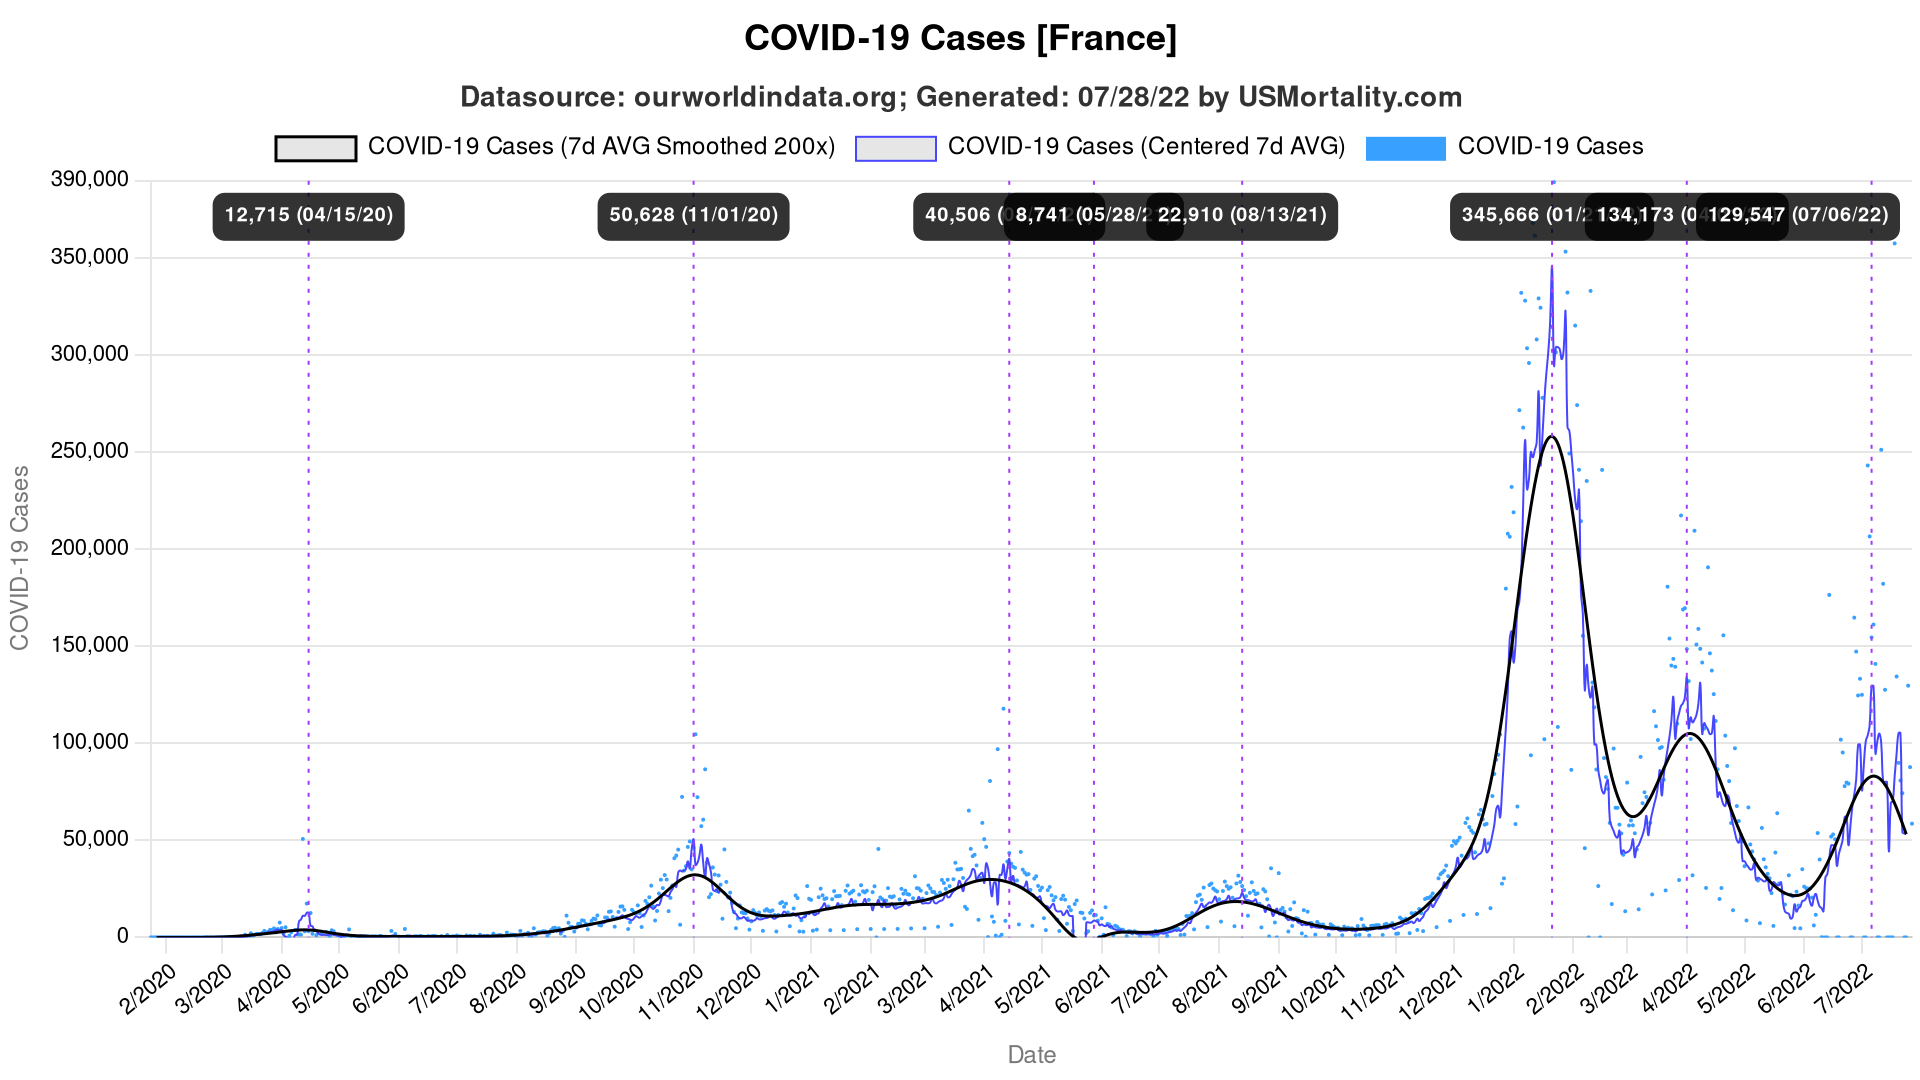 COVID-19 Cases [France]
Datasource: ourworldindata.org; Generated: 07/28/22 by USMortality.com
COVID-19 Cases (7d AVG Smoothed 200x) COVID-19 Cases (Centered 7d AVG) COVID-19 Cases
390,000
12,715 (04/15/20) 50,628 (11/01/20) 40,506 8,741 (05/28/2 22,910 (08/13/21) 345,666 (01/2 134,173 129,547 (07/06/22)
350,000
300,000
250,000
200,000
150,000
100,000
50,000
0
COVID-19 Cases
2/2020 3/2020 4/2020 5/2020 6/2020 7/2020 8/2020 9/2020 10/2020 11/2020 12/2020 1/2021 2/2021 3/2021 4/2021 5/2021 6/2021 7/2021 8/2021 9/2021 10/2021 11/2021 12/2021 1/2022 2/2022 3/2022 4/2022 5/2022 6/2022 7/2022
Date